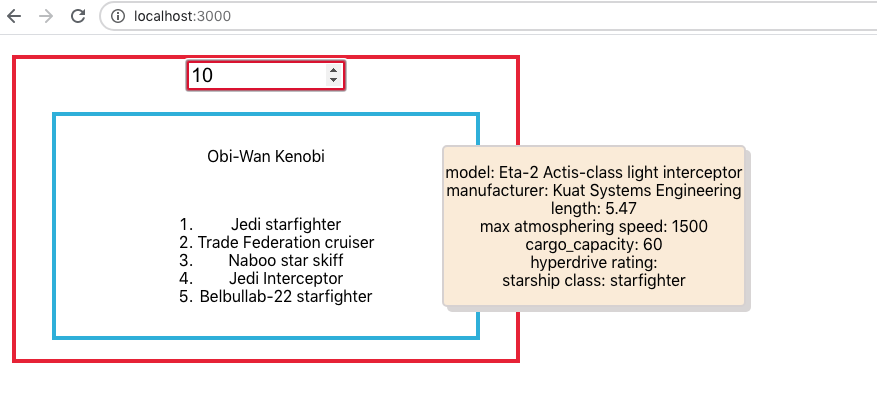 localhost:3000
10
Obi-Wan Kenobi
1. Jedi starfighter
2. Trade Federation cruiser
3. Naboo star skiff
4. Jedi Interceptor
5. Belbullab-22 starfighter
model: Eta-2 Actis-class light interceptor
manufacturer: Kuat Systems Engineering
length: 5.47
max atmosphering speed: 1500
cargo_capacity: 60
hyperdrive rating:
starship class: starfighter